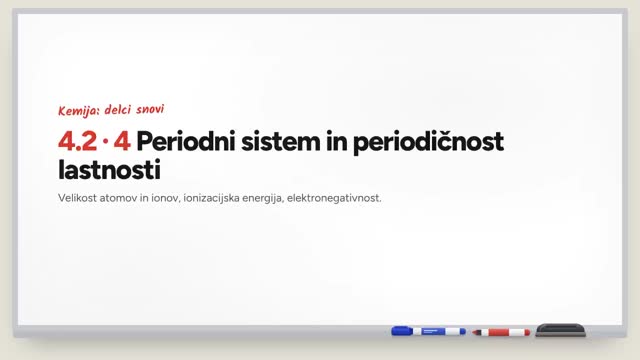 Kemija: delci snovi
4.2 · 4 Periodni sistem in periodičnost
lastnosti
Velikost atomov in ionov, ionizacijska energija, elektronegativnost.